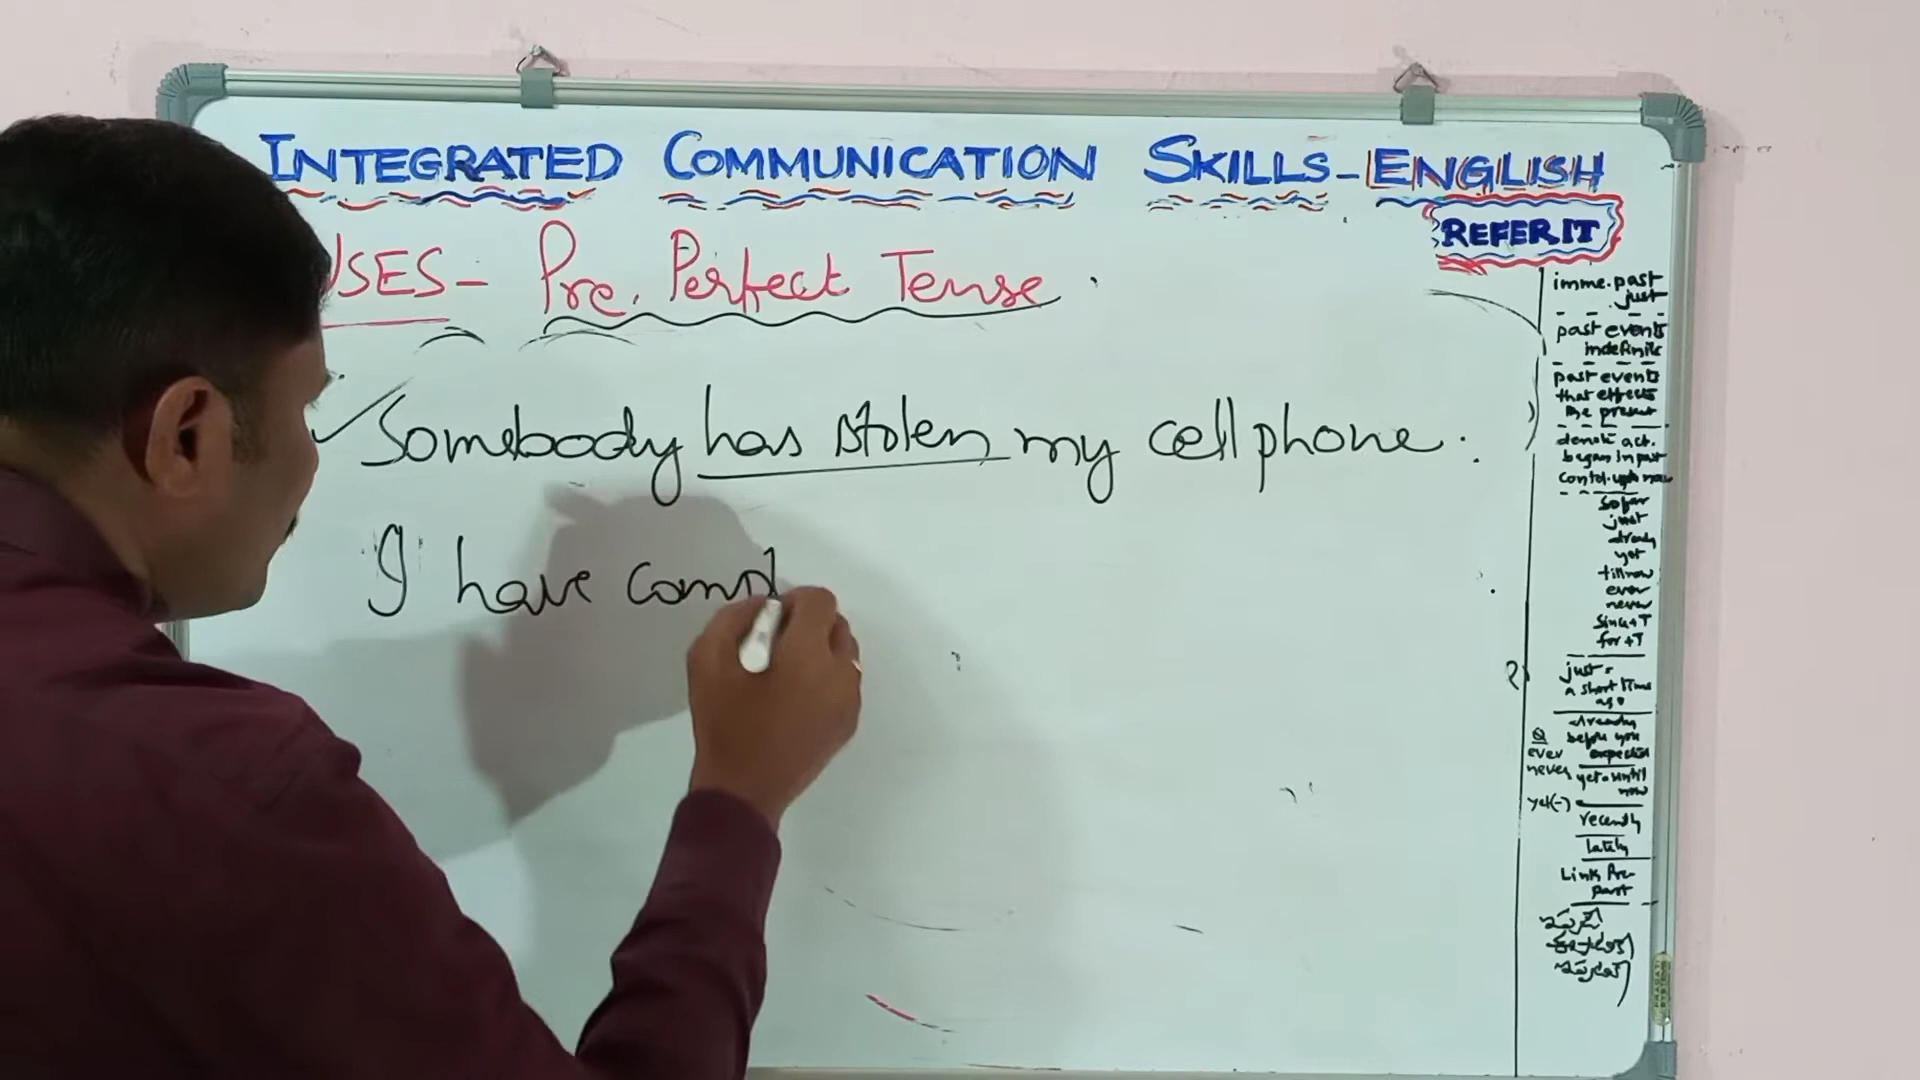 INTEGRATED COMMUNICATION SKILLS-ENGLISH
REFER IT
USES- Pre. Perfect Tense
Somebody has stolen my cell phone.
I have comp
imme. past
just
past events
indefinite
past events
that effects
the present
denote act.
began in past
contd. upto now
so far
just
already
yet
till now
ever
never
since+T
for+T
just =
a short time
ago
already
before you
expected
Q
ever
never
yet = until
now
yet(-)
recently
lately
Link Pre-
past